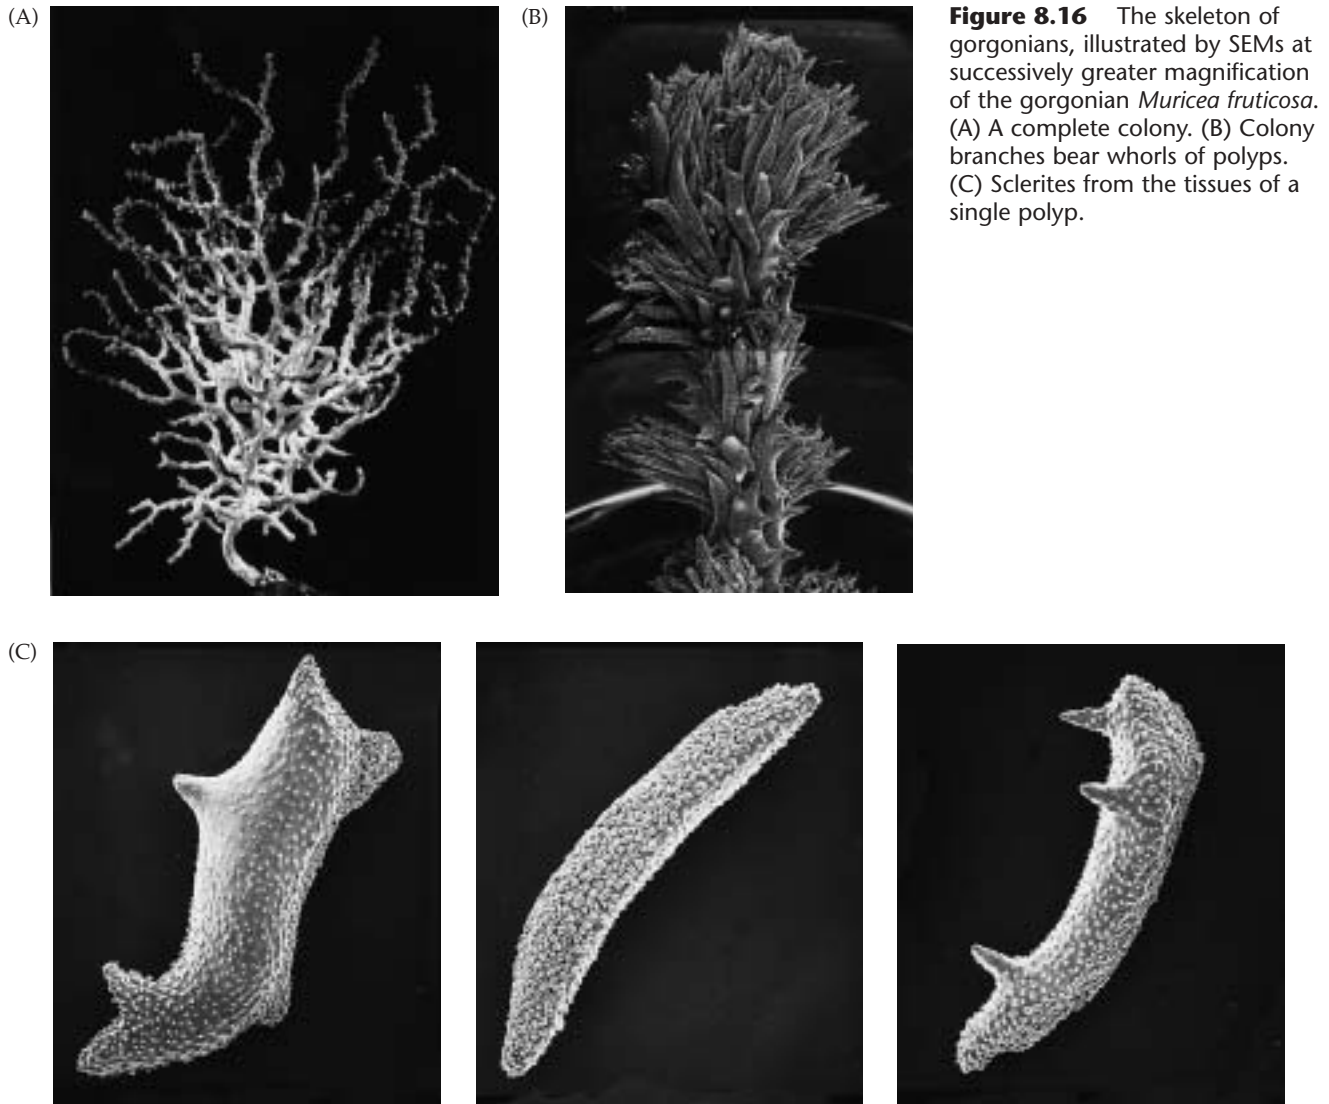 (A)
(B)
Figure 8.16 The skeleton of
gorgonians, illustrated by SEMs at
successively greater magnification
of the gorgonian Muricea fruticosa.
(A) A complete colony. (B) Colony
branches bear whorls of polyps.
(C) Sclerites from the tissues of a
single polyp.
(C)